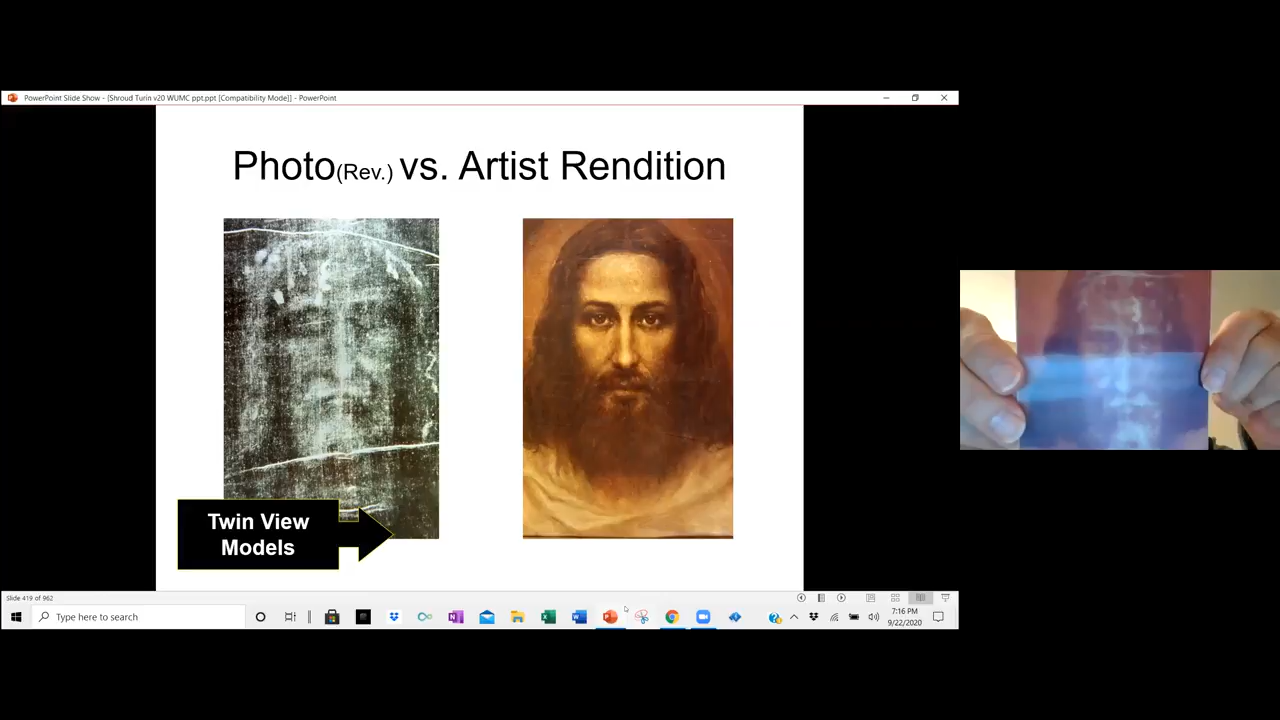 PowerPoint Slide Show - [Shroud Turin v20 WUMC ppt.ppt [Compatibility Mode]] - PowerPoint
Photo(Rev.) vs. Artist Rendition
Twin View
Models
Slide 419 of 962
Type here to search
7:16 PM
9/22/2020